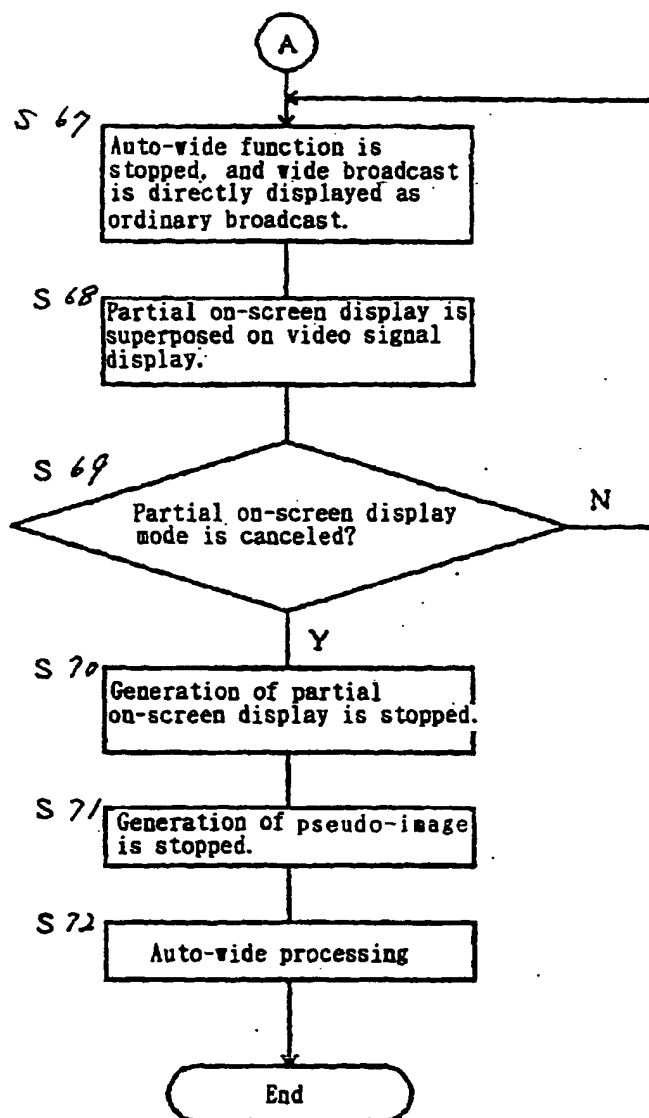 A
S 67
Auto-wide function is
stopped, and wide broadcast
is directly displayed as
ordinary broadcast.
S 68
Partial on-screen display is
superposed on video signal
display.
S 69
Partial on-screen display
mode is canceled?
N
Y
S 70
Generation of partial
on-screen display is stopped.
S 71
Generation of pseudo-image
is stopped.
S 72
Auto-wide processing
End